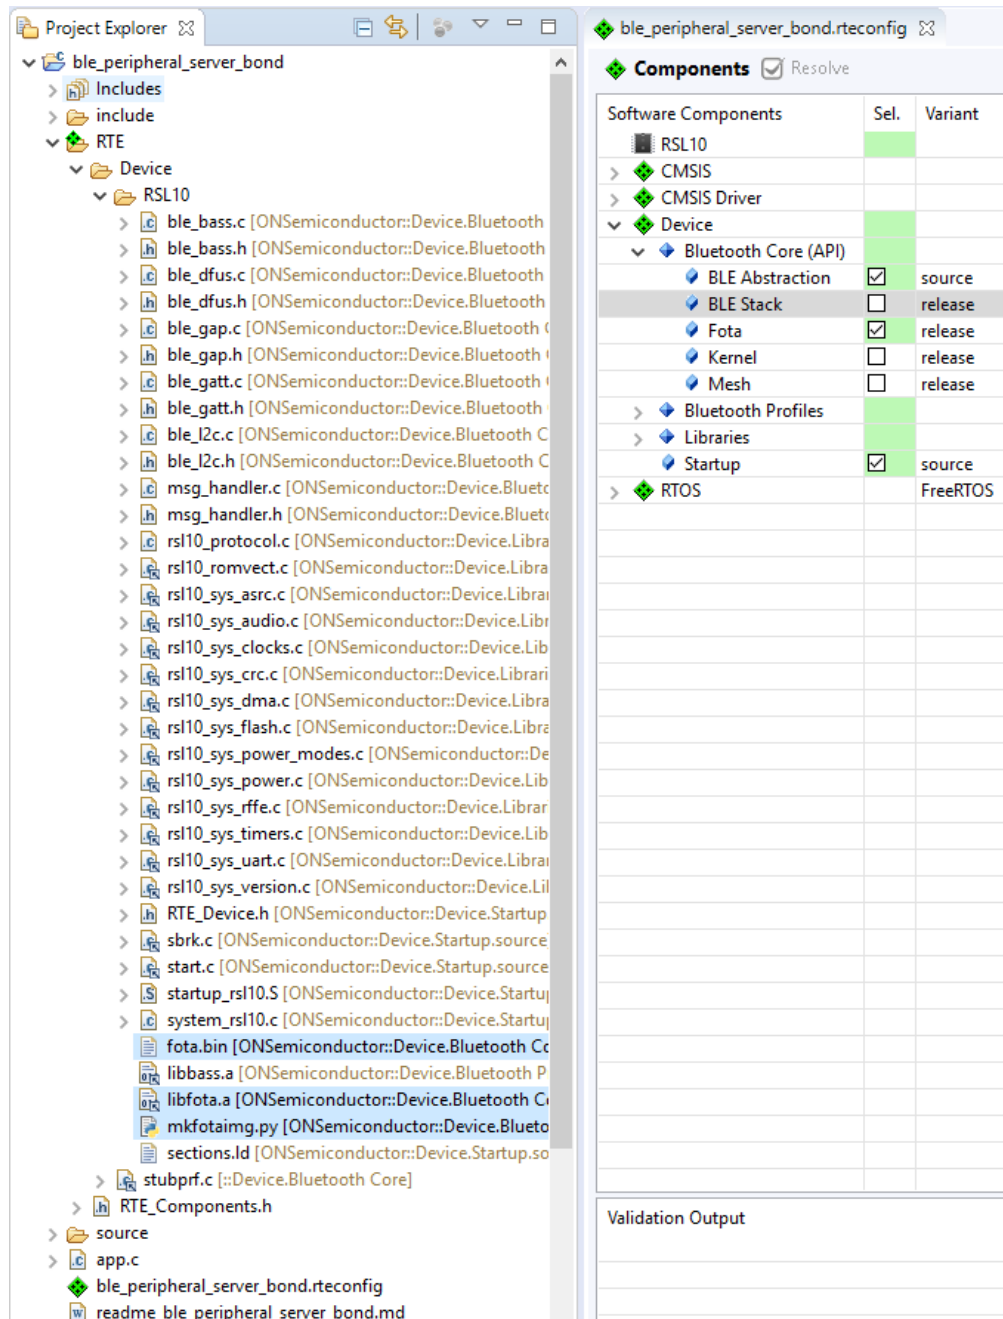 Project Explorer
ble_peripheral_server_bond
Includes
include
RTE
Device
RSL10
ble_bass.c [ONSemiconductor::Device.Bluetooth
ble_bass.h [ONSemiconductor::Device.Bluetooth
ble_dfus.c [ONSemiconductor::Device.Bluetooth
ble_dfus.h [ONSemiconductor::Device.Bluetooth
ble_gap.c [ONSemiconductor::Device.Bluetooth
ble_gap.h [ONSemiconductor::Device.Bluetooth
ble_gatt.c [ONSemiconductor::Device.Bluetooth
ble_gatt.h [ONSemiconductor::Device.Bluetooth
ble_l2c.c [ONSemiconductor::Device.Bluetooth C
ble_l2c.h [ONSemiconductor::Device.Bluetooth C
msg_handler.c [ONSemiconductor::Device.Bluetc
msg_handler.h [ONSemiconductor::Device.Blueto
rsl10_protocol.c [ONSemiconductor::Device.Libra
rsl10_romvect.c [ONSemiconductor::Device.Libra
rsl10_sys_asrc.c [ONSemiconductor::Device.Librar
rsl10_sys_audio.c [ONSemiconductor::Device.Libr
rsl10_sys_clocks.c [ONSemiconductor::Device.Lib
rsl10_sys_crc.c [ONSemiconductor::Device.Librari
rsl10_sys_dma.c [ONSemiconductor::Device.Libra
rsl10_sys_flash.c [ONSemiconductor::Device.Libra
rsl10_sys_power_modes.c [ONSemiconductor::De
rsl10_sys_power.c [ONSemiconductor::Device.Lib
rsl10_sys_rffe.c [ONSemiconductor::Device.Librar
rsl10_sys_timers.c [ONSemiconductor::Device.Lib
rsl10_sys_uart.c [ONSemiconductor::Device.Librar
rsl10_sys_version.c [ONSemiconductor::Device.Lil
RTE_Device.h [ONSemiconductor::Device.Startup
sbrk.c [ONSemiconductor::Device.Startup.source]
start.c [ONSemiconductor::Device.Startup.source
startup_rsl10.S [ONSemiconductor::Device.Startu
system_rsl10.c [ONSemiconductor::Device.Startu
fota.bin [ONSemiconductor::Device.Bluetooth Co
libbass.a [ONSemiconductor::Device.Bluetooth P
libfota.a [ONSemiconductor::Device.Bluetooth C
mkfotaimg.py [ONSemiconductor::Device.Blueto
sections.ld [ONSemiconductor::Device.Startup.so
stubprf.c [::Device.Bluetooth Core]
RTE_Components.h
source
app.c
ble_peripheral_server_bond.rteconfig
readme_ble_peripheral_server_bond.md
ble_peripheral_server_bond.rteconfig
Components Resolve
Software Components Sel. Variant
RSL10
CMSIS
CMSIS Driver
Device
Bluetooth Core (API)
BLE Abstraction source
BLE Stack release
Fota release
Kernel release
Mesh release
Bluetooth Profiles
Libraries
Startup source
RTOS FreeRTOS
Validation Output